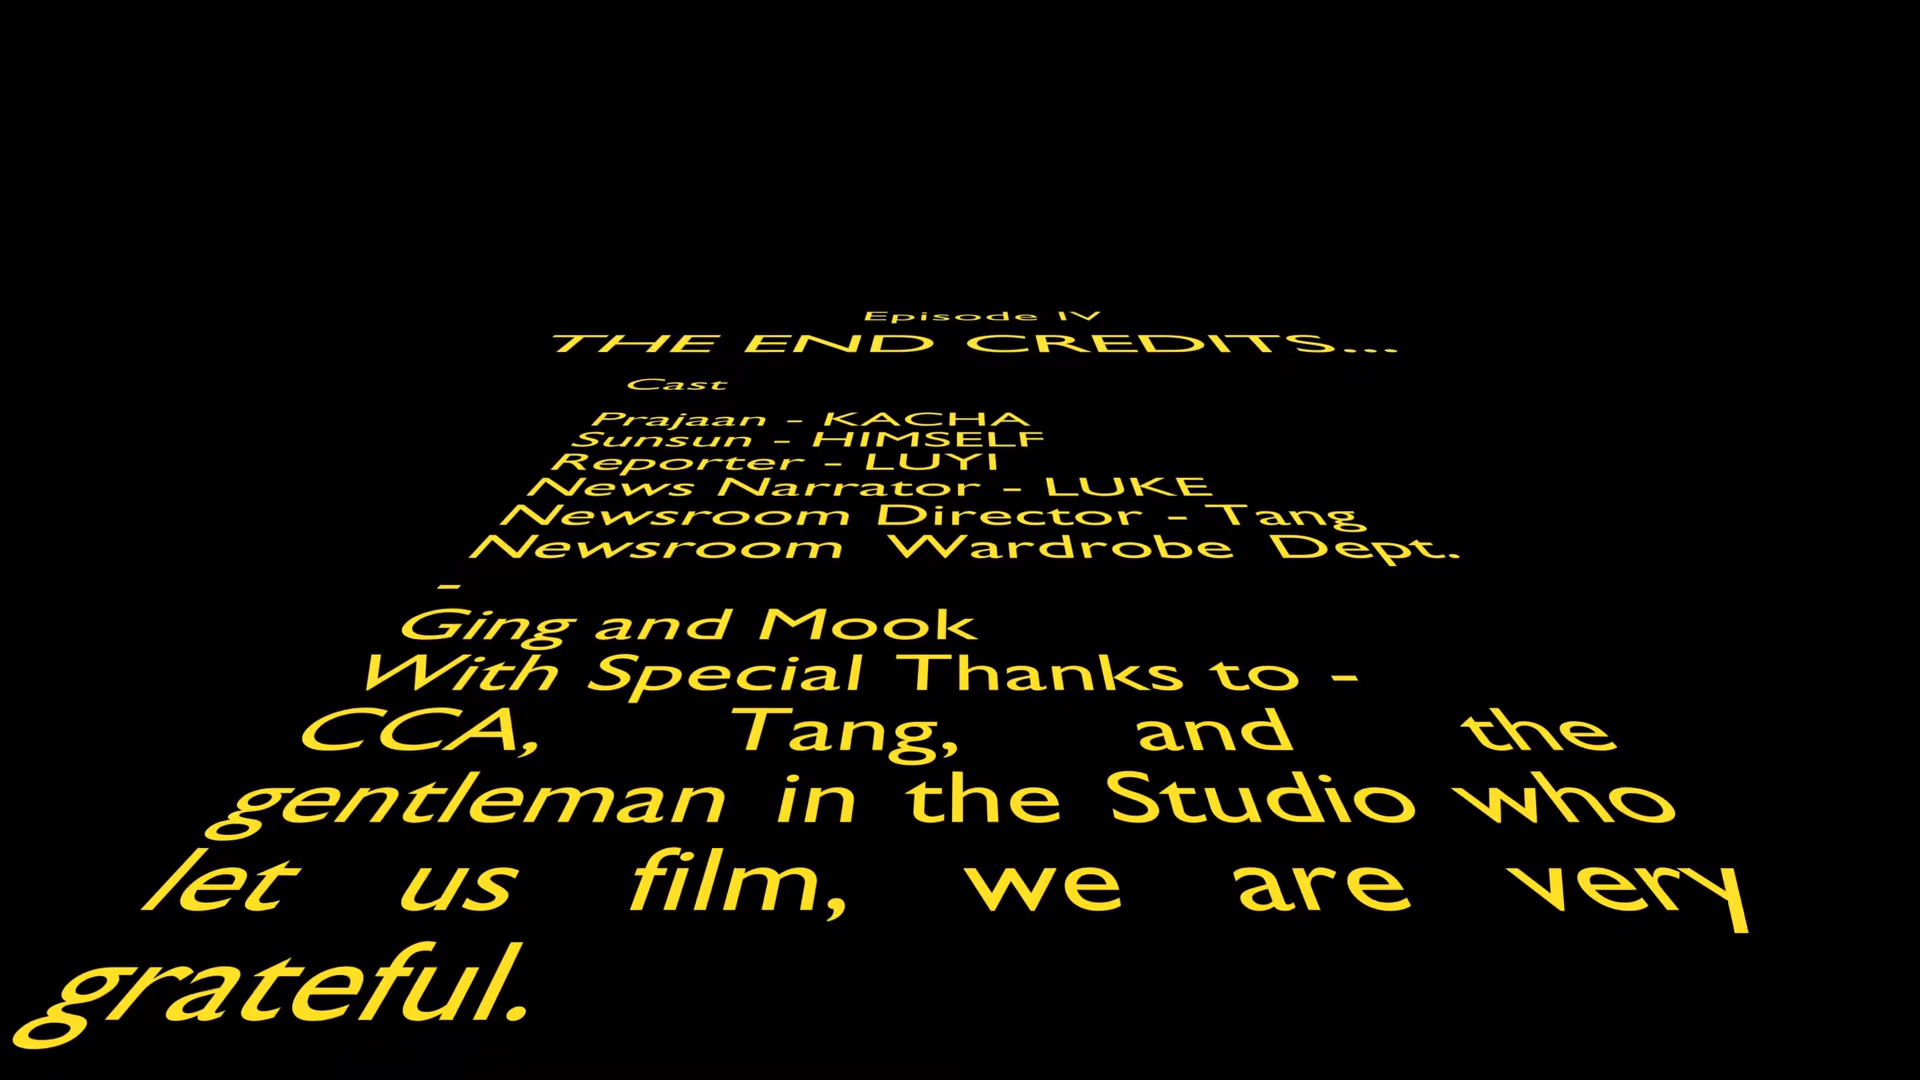 Episode IV
THE END CREDITS...
Cast
Prajaan - KACHA
Sunsun - HIMSELF
Reporter - LUYI
News Narrator - LUKE
Newsroom Director - Tang
Newsroom Wardrobe Dept.
-
Ging and Mook
With Special Thanks to -
CCA, Tang, and the
gentleman in the Studio who
let us film, we are very
grateful.